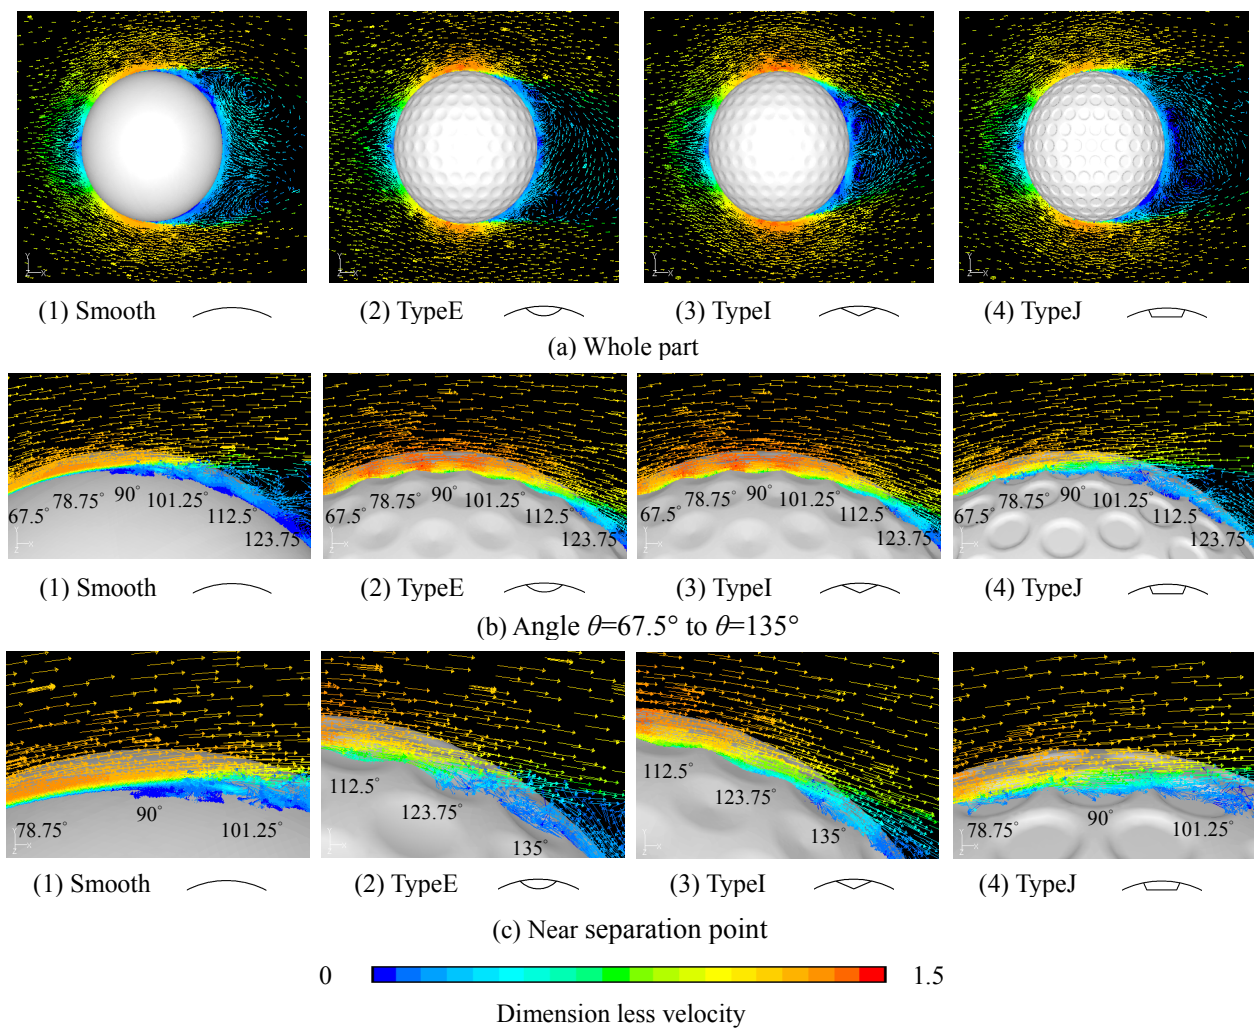 (1) Smooth
(2) TypeE
(3) TypeI
(4) TypeJ
(a) Whole part
67.5° 78.75° 90° 101.25° 112.5° 123.75
67.5° 78.75° 90° 101.25° 112.5° 123.75
67.5° 78.75° 90° 101.25° 112.5° 123.75
67.5° 78.75° 90° 101.25° 112.5° 123.75
(1) Smooth
(2) TypeE
(3) TypeI
(4) TypeJ
(b) Angle θ=67.5° to θ=135°
78.75° 90° 101.25°
112.5° 123.75° 135°
112.5° 123.75° 135°
78.75° 90° 101.25°
(1) Smooth
(2) TypeE
(3) TypeI
(4) TypeJ
(c) Near separation point
0 1.5
Dimension less velocity